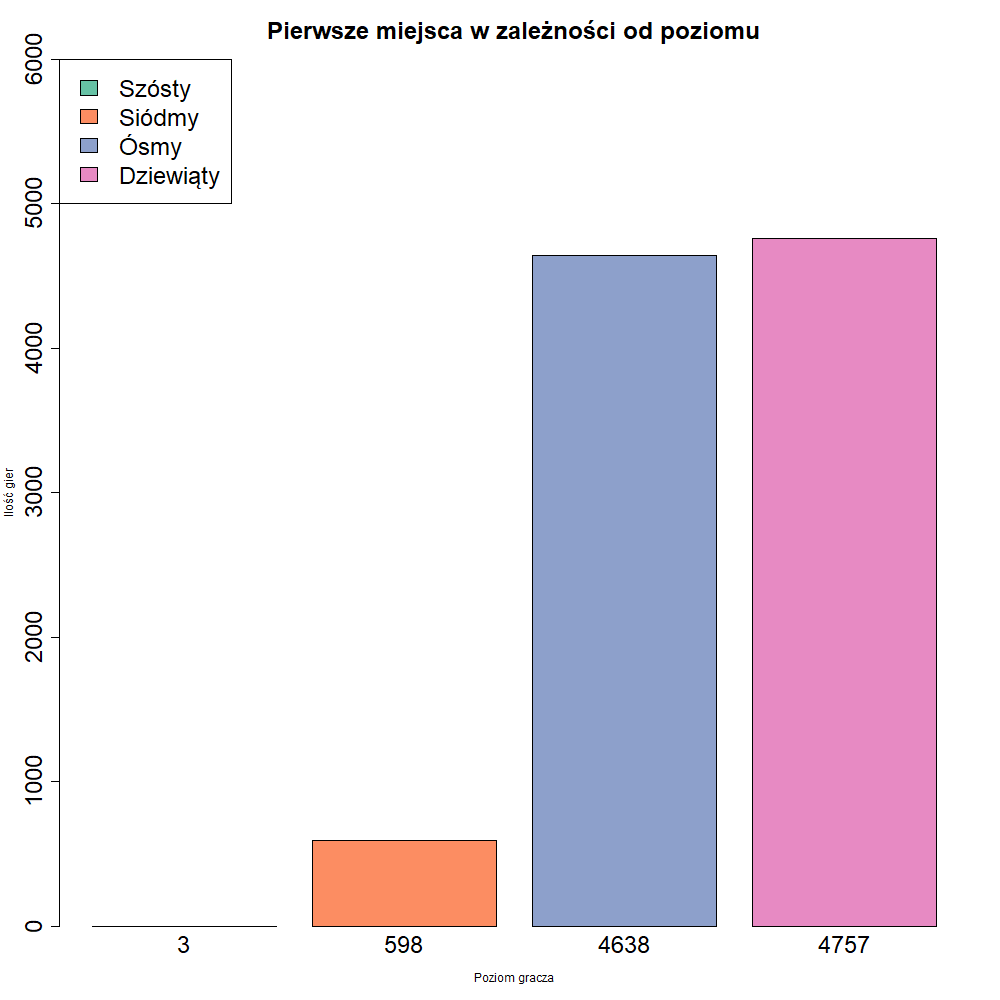 Pierwsze miejsca w zależności od poziomu
Szósty
Siódmy
Ósmy
Dziewiąty
6000
5000
4000
3000
2000
1000
0
Ilość gier
3 598 4638 4757
Poziom gracza